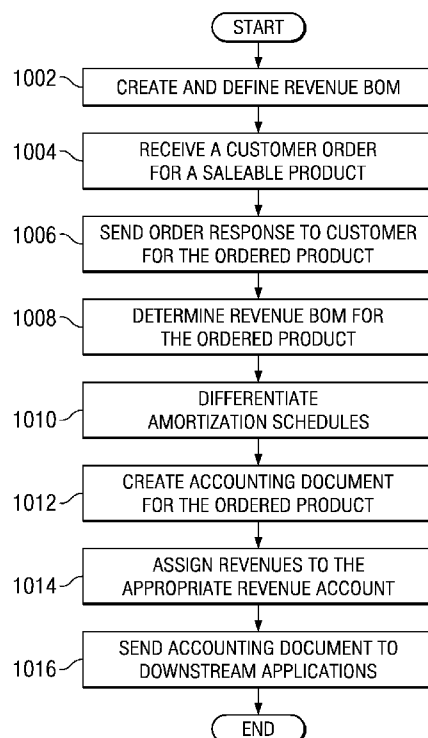 START
1002
CREATE AND DEFINE REVENUE BOM
1004
RECEIVE A CUSTOMER ORDER
FOR A SALEABLE PRODUCT
1006
SEND ORDER RESPONSE TO CUSTOMER
FOR THE ORDERED PRODUCT
1008
DETERMINE REVENUE BOM FOR
THE ORDERED PRODUCT
1010
DIFFERENTIATE
AMORTIZATION SCHEDULES
1012
CREATE ACCOUNTING DOCUMENT
FOR THE ORDERED PRODUCT
1014
ASSIGN REVENUES TO THE
APPROPRIATE REVENUE ACCOUNT
1016
SEND ACCOUNTING DOCUMENT TO
DOWNSTREAM APPLICATIONS
END